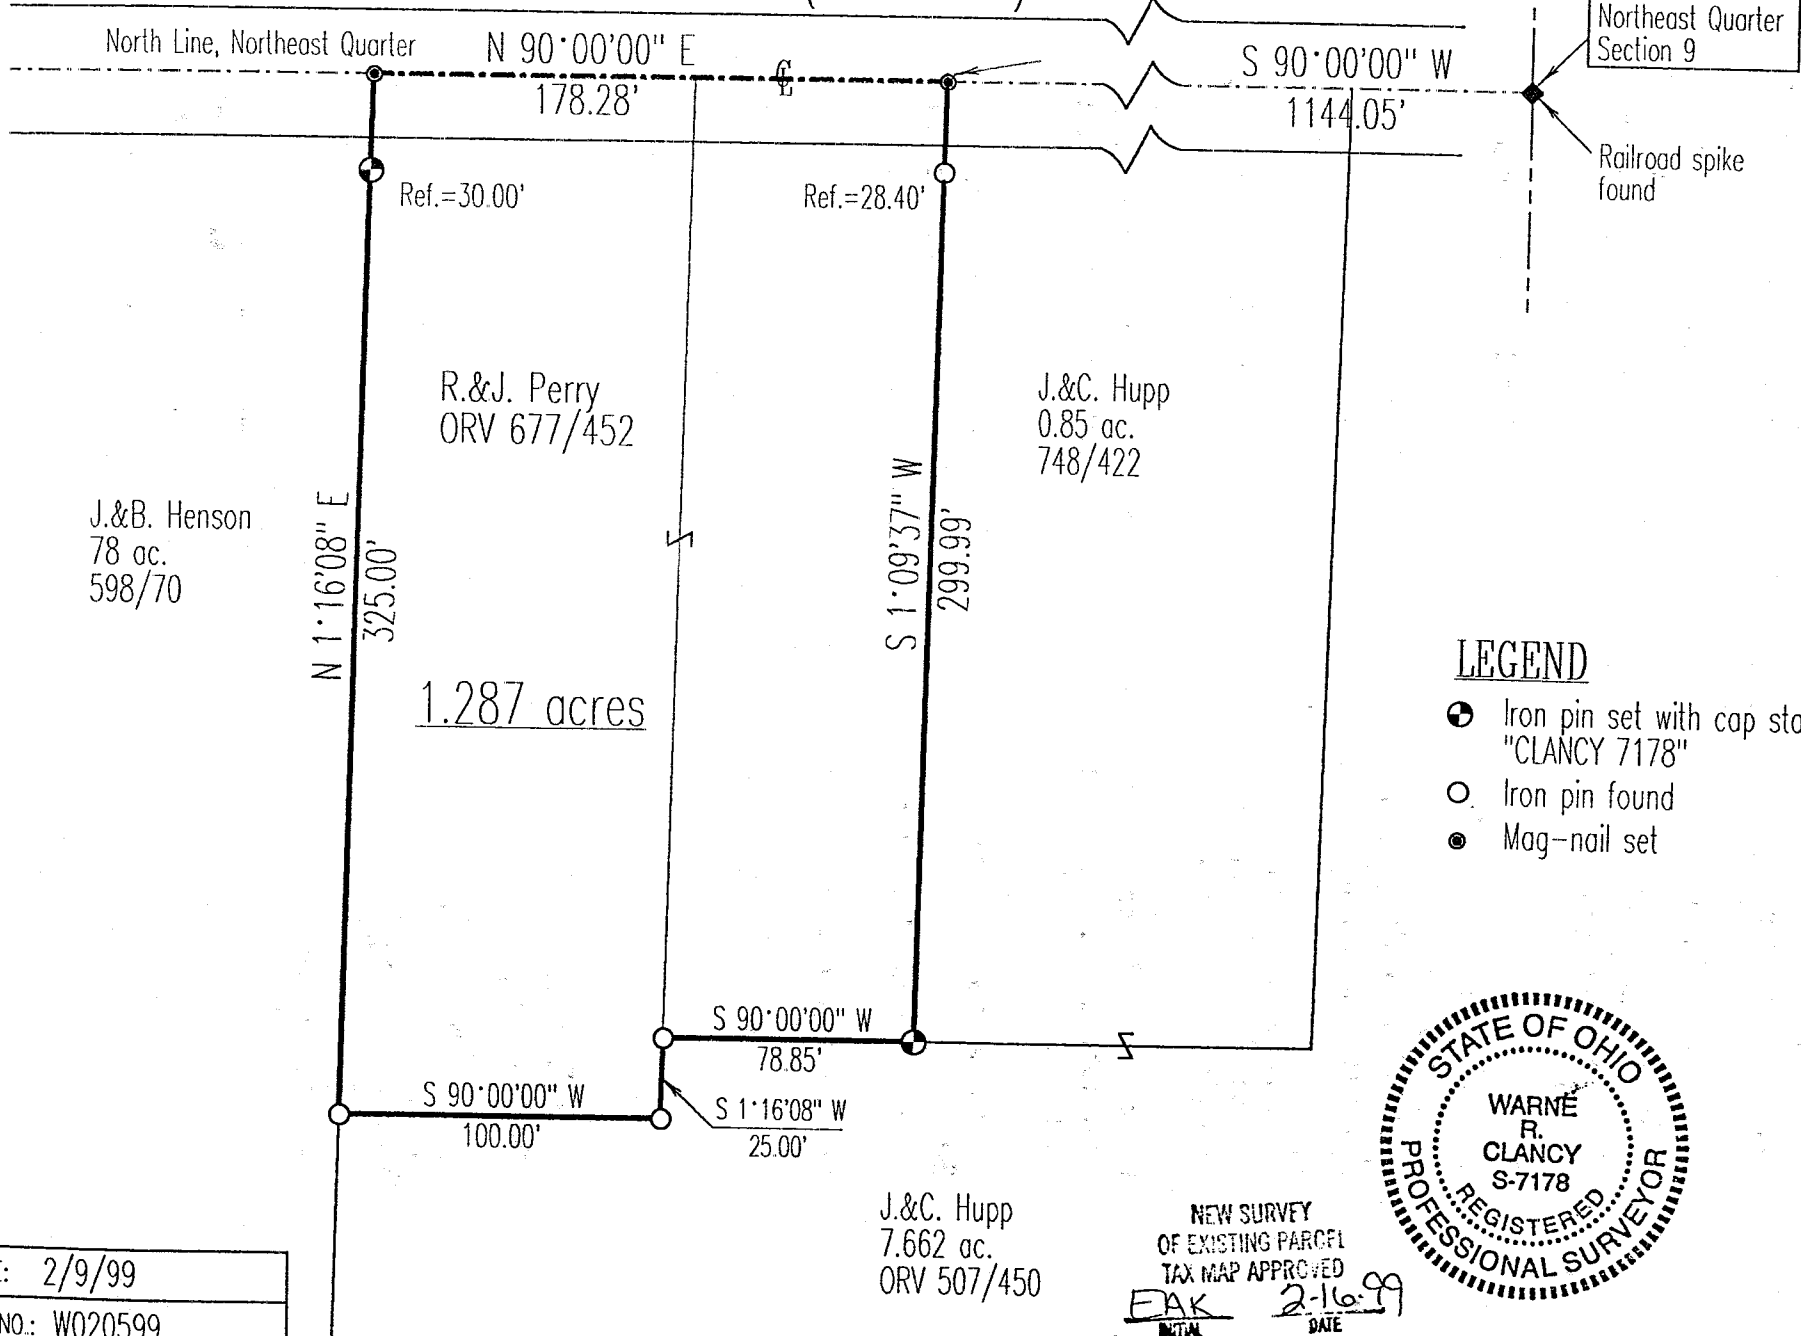 North Line, Northeast Quarter
N 90°00'00" E
178.28'
S 90°00'00" W
1144.05'
Northeast Quarter
Section 9
Railroad spike
found
Ref.=30.00'
Ref.=28.40'
R.&J. Perry
ORV 677/452
J.&C. Hupp
0.85 ac.
748/422
J.&B. Henson
78 ac.
598/70
N 1°16'08" E
325.00'
S 1°09'37" W
299.99'
1.287 acres
LEGEND
Iron pin set with cap
"CLANCY 7178"
Iron pin found
Mag-nail set
S 90°00'00" W
78.85'
S 90°00'00" W
100.00'
S 1°16'08" W
25.00'
J.&C. Hupp
7.662 ac.
ORV 507/450
STATE OF OHIO
WARNE
R.
CLANCY
S-7178
REGISTERED
PROFESSIONAL SURVEYOR
NEW SURVEY
OF EXISTING PARCEL
TAX MAP APPROVED
EAK 2-16-99
INITIAL DATE
2/9/99
NO.: W020599